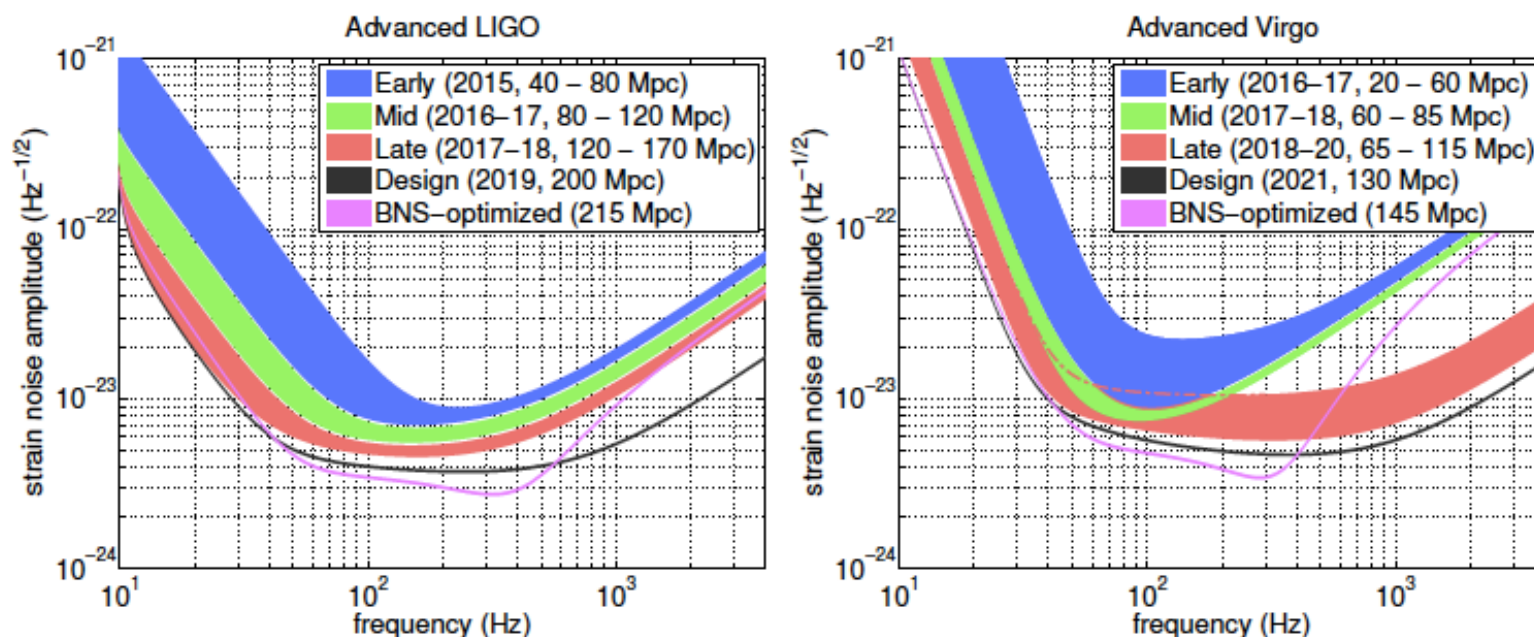 Advanced LIGO
strain noise amplitude (Hz^{-1/2})
10^{-21}
10^{-22}
10^{-23}
10^{-24}
Early (2015, 40 – 80 Mpc)
Mid (2016–17, 80 – 120 Mpc)
Late (2017–18, 120 – 170 Mpc)
Design (2019, 200 Mpc)
BNS–optimized (215 Mpc)
10^1 10^2 10^3
frequency (Hz)
Advanced Virgo
strain noise amplitude (Hz^{-1/2})
10^{-21}
10^{-22}
10^{-23}
10^{-24}
Early (2016–17, 20 – 60 Mpc)
Mid (2017–18, 60 – 85 Mpc)
Late (2018–20, 65 – 115 Mpc)
Design (2021, 130 Mpc)
BNS–optimized (145 Mpc)
10^1 10^2 10^3
frequency (Hz)